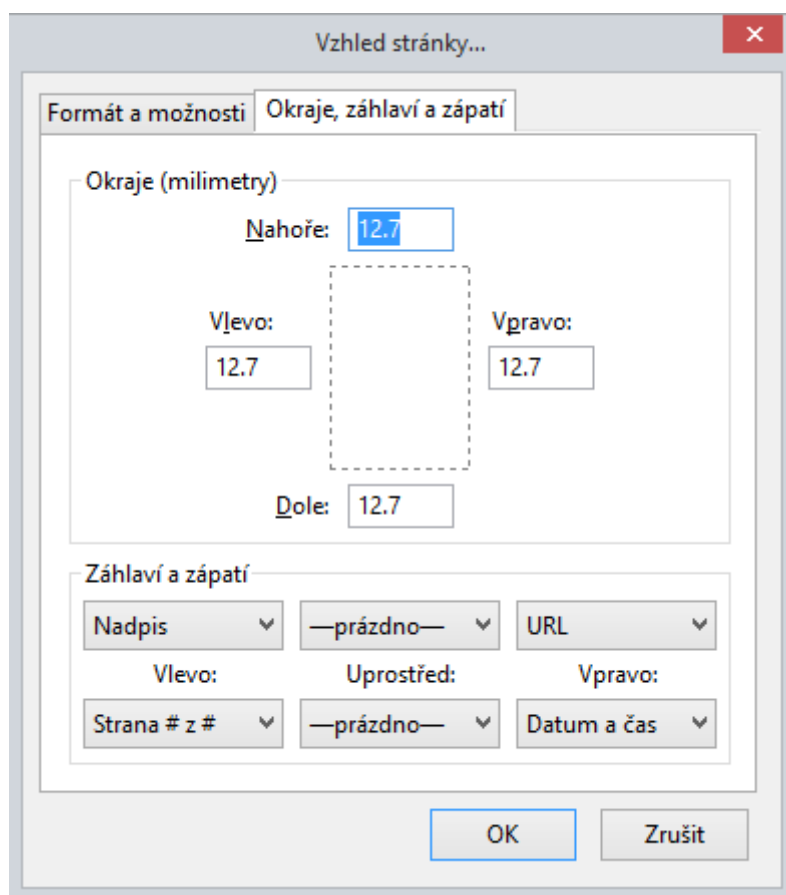 Vzhled stránky...
Formát a možnosti Okraje, záhlaví a zápatí
Okraje (milimetry)
Nahoře: 12.7
Vlevo: Vpravo:
12.7 12.7
Dole: 12.7
Záhlaví a zápatí
Nadpis —prázdno— URL
Vlevo: Uprostřed: Vpravo:
Strana # z # —prázdno— Datum a čas
OK Zrušit